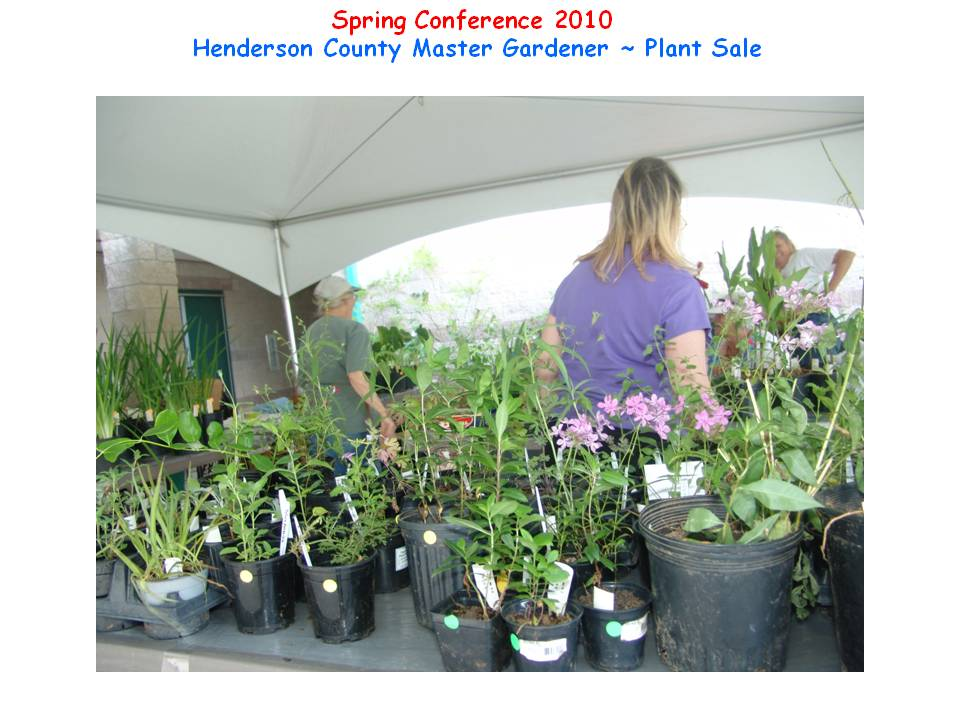 Spring Conference 2010
Henderson County Master Gardener ~ Plant Sale